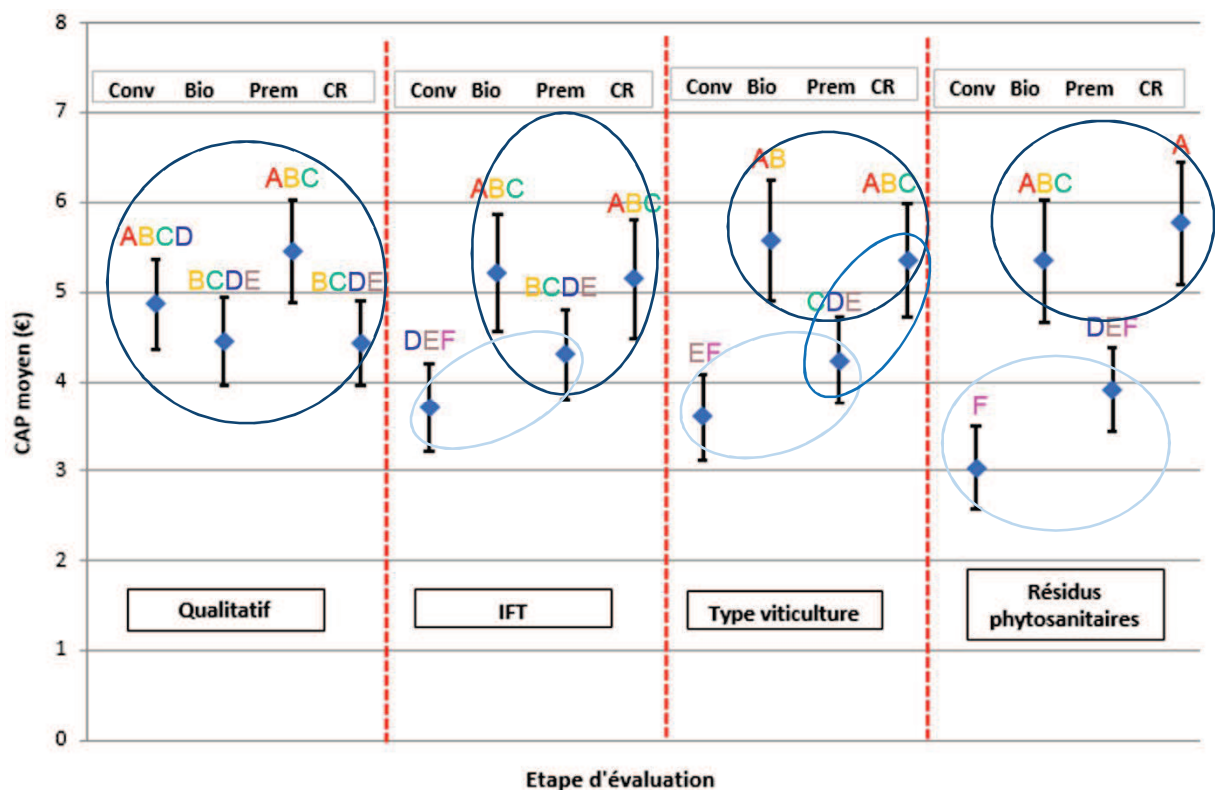 8
7
6
5
4
3
2
1
0
CAP moyen (€)
Conv Bio Prem CR
Conv Bio Prem CR
Conv Bio Prem CR
Conv Bio Prem CR
ABCD
BCDE
ABC
BCDE
DEF
ABC
BCDE
ABC
EF
AB
CDE
ABC
F
ABC
DEF
A
Qualitatif
IFT
Type viticulture
Résidus
phytosanitaires
Etape d'évaluation